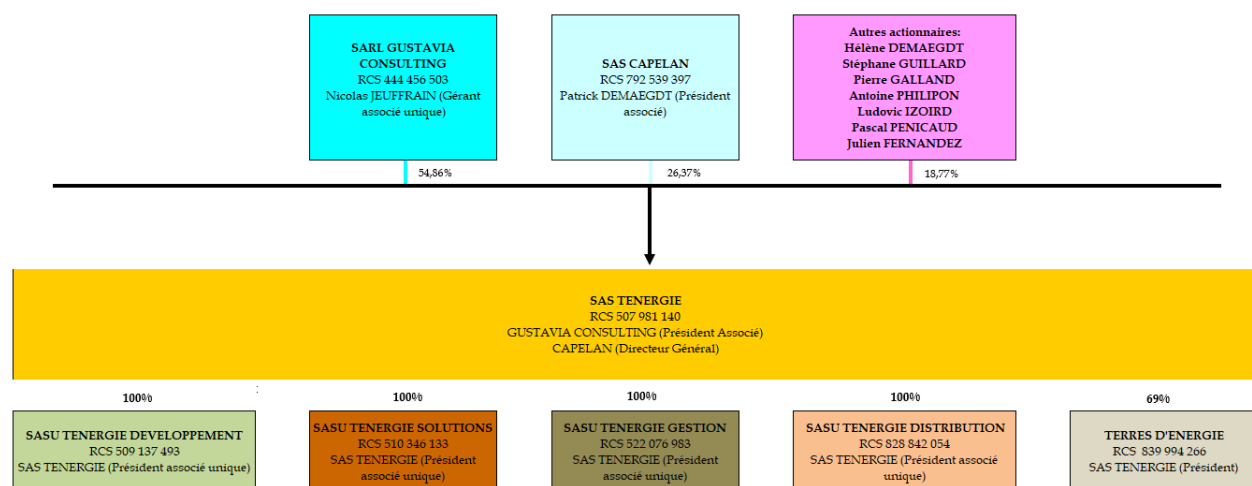 SARL GUSTAVIA
CONSULTING
RCS 444 456 503
Nicolas JEUFFRAIN (Gérant
associé unique)
SAS CAPELAN
RCS 792 539 397
Patrick DEMAEGDT (Président
associé)
Autres actionnaires:
Hélène DEMAEGDT
Stéphane GUILLARD
Pierre GALLAND
Antoine PHILIPON
Ludovic IZOIRD
Pascal PENICAUD
Julien FERNANDEZ
54,86%
26,37%
18,77%
SAS TENERGIE
RCS 507 981 140
GUSTAVIA CONSULTING (Président Associé)
CAPELAN (Directeur Général)
100%
:
100%
100%
100%
69%
SASU TENERGIE DEVELOPPEMENT
RCS 509 137 493
SAS TENERGIE (Président associé unique)
SASU TENERGIE SOLUTIONS
RCS 510 346 133
SAS TENERGIE (Président
associé unique)
SASU TENERGIE GESTION
RCS 522 076 983
SAS TENERGIE (Président
associé unique)
SASU TENERGIE DISTRIBUTION
RCS 828 842 054
SAS TENERGIE (Président associé
unique)
TERRES D'ENERGIE
RCS  839 994 266
SAS TENERGIE (Président)